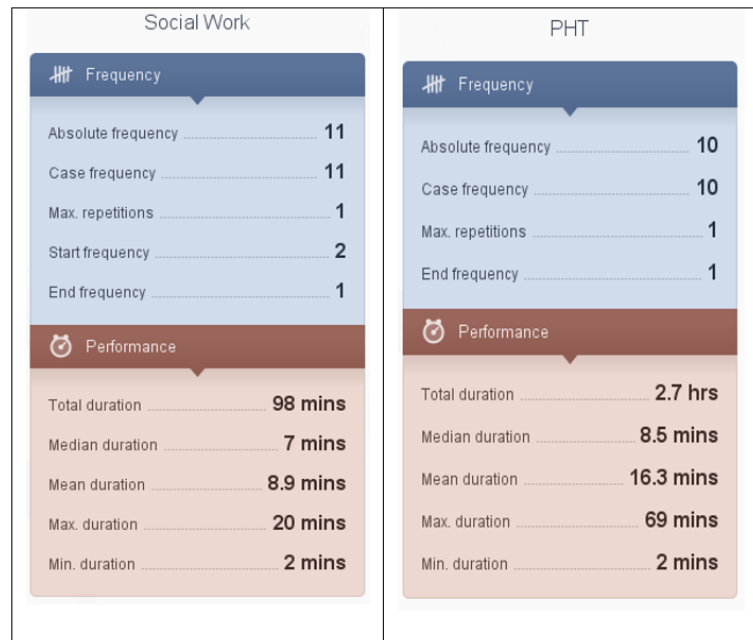 Social Work
Frequency
Absolute frequency 11
Case frequency 11
Max. repetitions 1
Start frequency 2
End frequency 1
Performance
Total duration 98 mins
Median duration 7 mins
Mean duration 8.9 mins
Max. duration 20 mins
Min. duration 2 mins
PHT
Frequency
Absolute frequency 10
Case frequency 10
Max. repetitions 1
End frequency 1
Performance
Total duration 2.7 hrs
Median duration 8.5 mins
Mean duration 16.3 mins
Max. duration 69 mins
Min. duration 2 mins